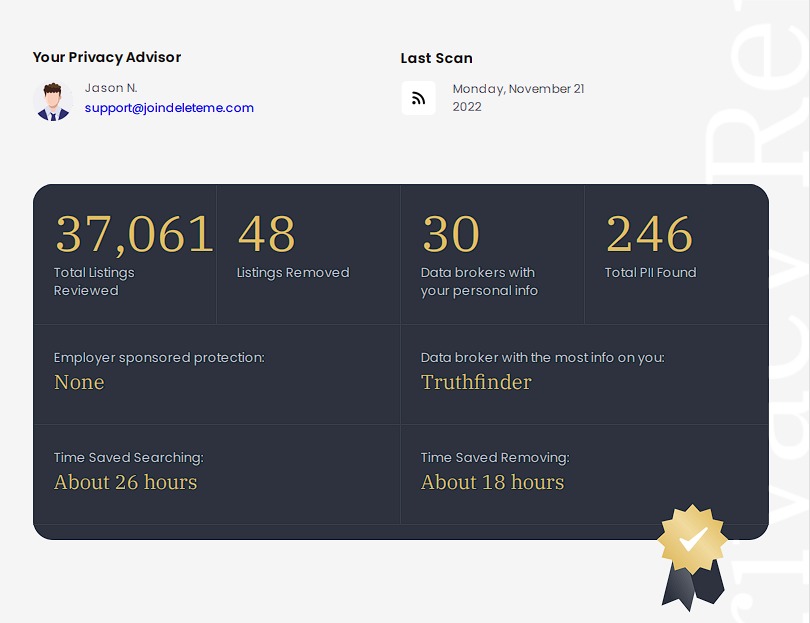 Your Privacy Advisor
Jason N.
support@joindeleteme.com
Last Scan
Monday, November 21
2022
37,061
Total Listings
Reviewed
48
Listings Removed
30
Data brokers with
your personal info
246
Total PII Found
Employer sponsored protection:
None
Data broker with the most info on you:
Truthfinder
Time Saved Searching:
About 26 hours
Time Saved Removing:
About 18 hours